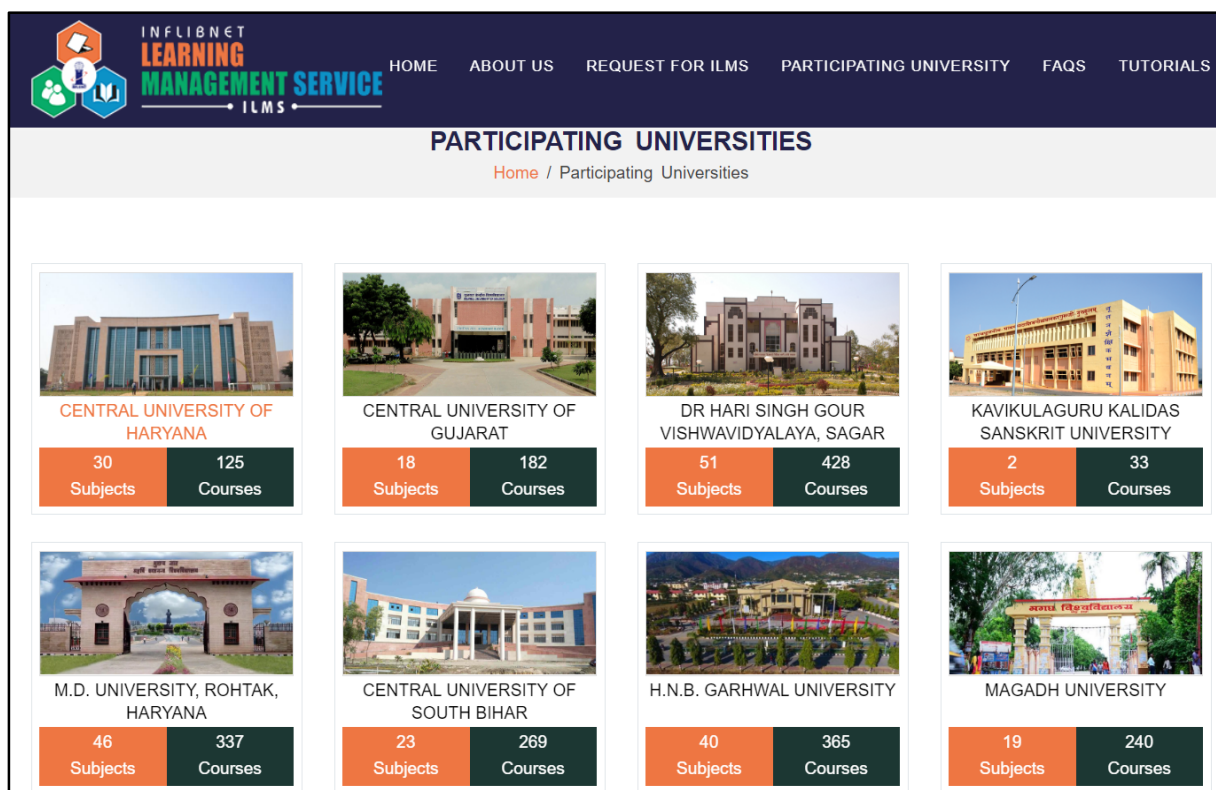 INFLIBNET
LEARNING
MANAGEMENT SERVICE
ILMS
HOME ABOUT US REQUEST FOR ILMS PARTICIPATING UNIVERSITY FAQS TUTORIALS
PARTICIPATING UNIVERSITIES
Home / Participating Universities
CENTRAL UNIVERSITY OF
HARYANA
30 125
Subjects Courses
CENTRAL UNIVERSITY OF
GUJARAT
18 182
Subjects Courses
DR HARI SINGH GOUR
VISHWAVIDYALAYA, SAGAR
51 428
Subjects Courses
KAVIKULAGURU KALIDAS
SANSKRIT UNIVERSITY
2 33
Subjects Courses
M.D. UNIVERSITY, ROHTAK,
HARYANA
46 337
Subjects Courses
CENTRAL UNIVERSITY OF
SOUTH BIHAR
23 269
Subjects Courses
H.N.B. GARHWAL UNIVERSITY
40 365
Subjects Courses
मगध विश्वविद्यालय
MAGADH UNIVERSITY
19 240
Subjects Courses